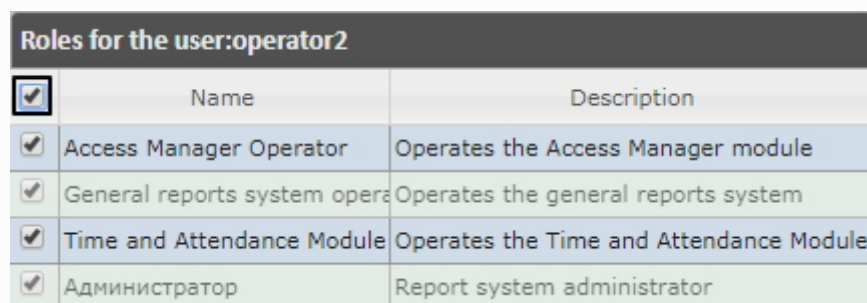 Roles for the user:operator2
Name Description
Access Manager Operator Operates the Access Manager module
General reports system opera Operates the general reports system
Time and Attendance Module Operates the Time and Attendance Module
Администратор Report system administrator